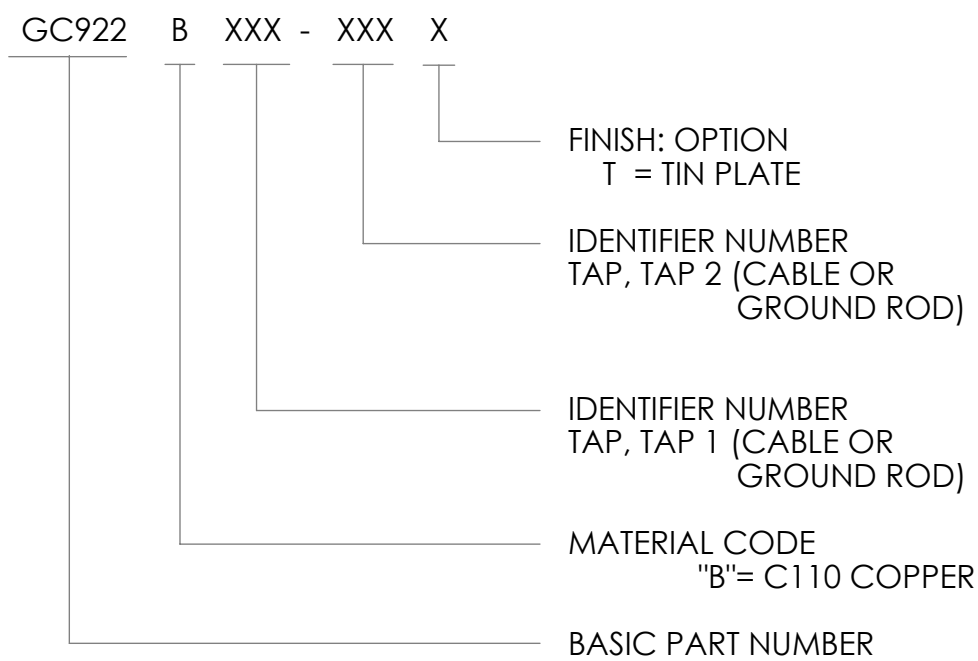 GC922 B XXX - XXX X
FINISH: OPTION
T = TIN PLATE
IDENTIFIER NUMBER
TAP, TAP 2 (CABLE OR
GROUND ROD)
IDENTIFIER NUMBER
TAP, TAP 1 (CABLE OR
GROUND ROD)
MATERIAL CODE
"B"= C110 COPPER
BASIC PART NUMBER